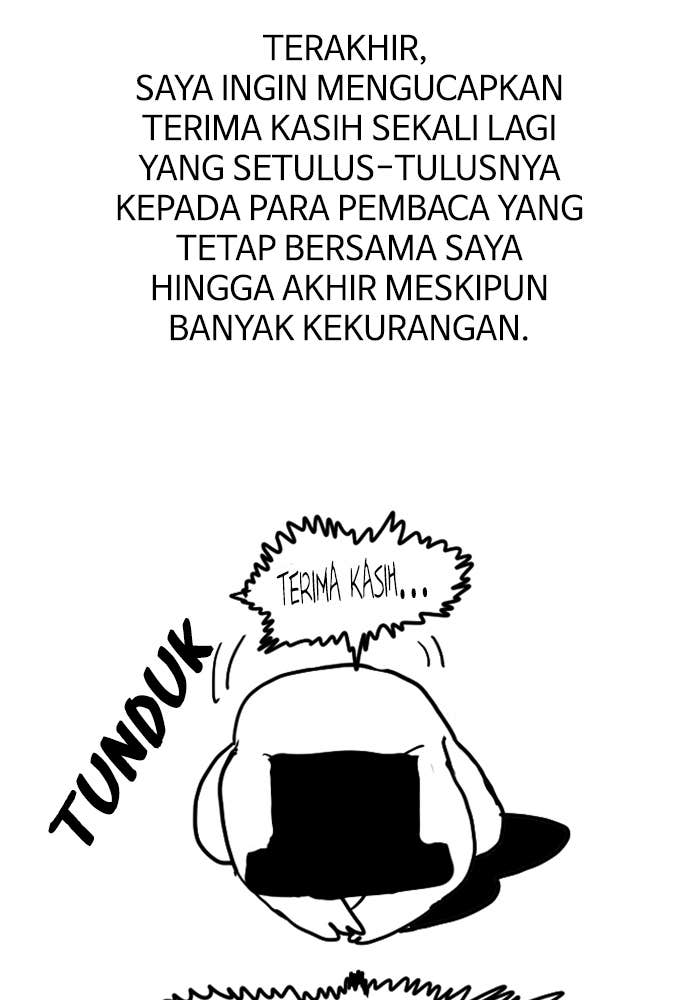 TERAKHIR,
SAYA INGIN MENGUCAPKAN
TERIMA KASIH SEKALI LAGI
YANG SETULUS-TULUSNYA
KEPADA PARA PEMBACA YANG
TETAP BERSAMA SAYA
HINGGA AKHIR MESKIPUN
BANYAK KEKURANGAN.
TERIMA KASIH...
TUNDUK